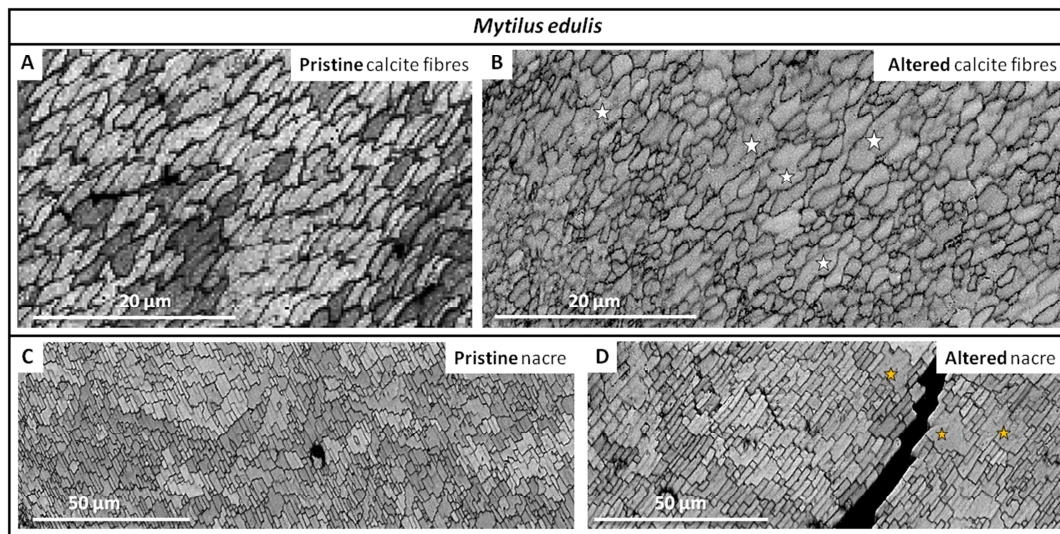 Mytilus edulis
A
Pristine calcite fibres
20 µm
B
Altered calcite fibres
20 µm
C
Pristine nacre
50 µm
D
Altered nacre
50 µm